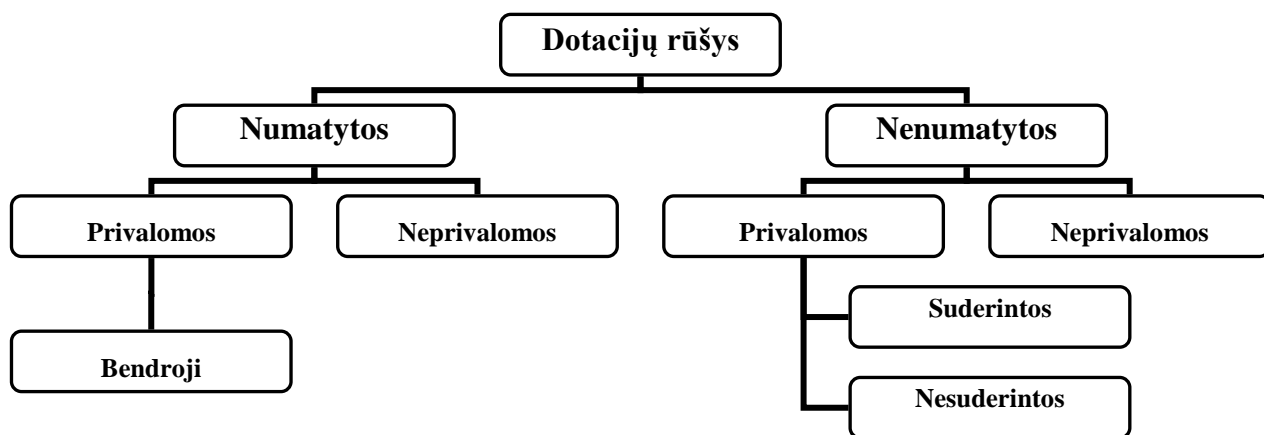 Dotacijų rūšys
Numatytos
Nenumatytos
Privalomos
Neprivalomos
Privalomos
Neprivalomos
Suderintos
Bendroji
Nesuderintos